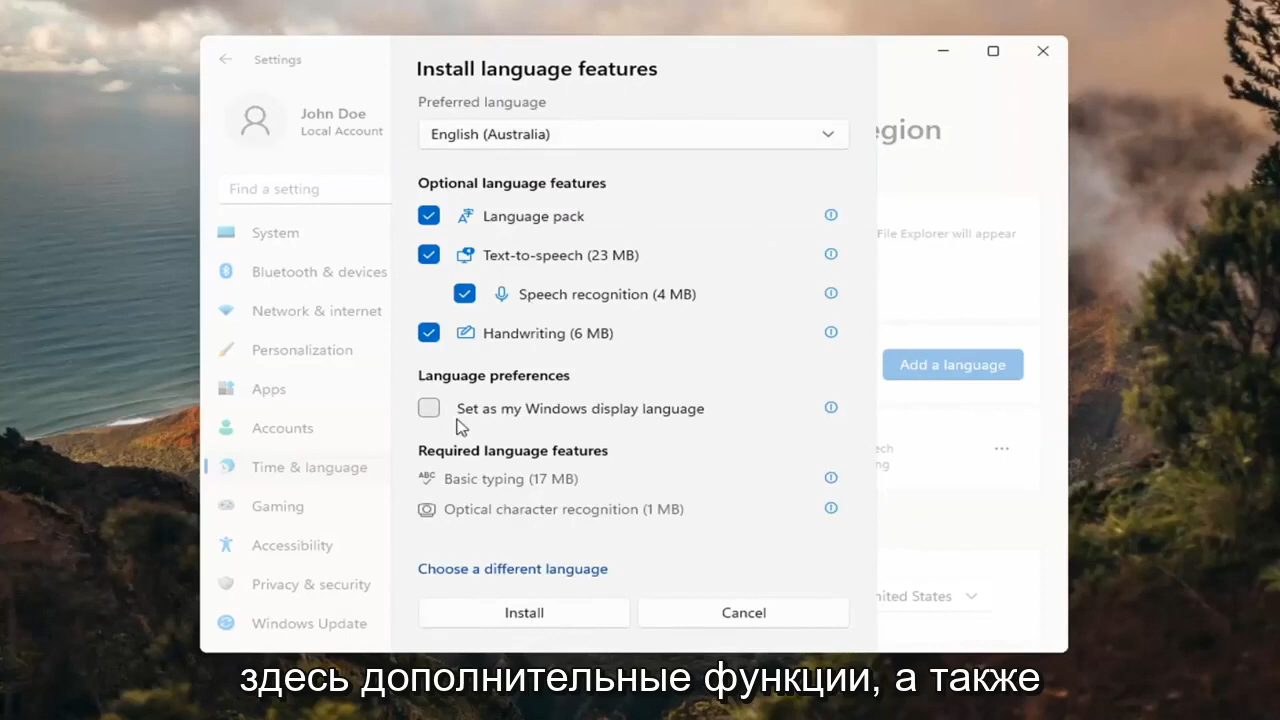 Settings
John Doe
Local Account
Find a setting
System
Bluetooth & devices
Network & internet
Personalization
Apps
Accounts
Time & language
Gaming
Accessibility
Privacy & security
Windows Update
Install language features
Preferred language
English (Australia)
Optional language features
Language pack
Text-to-speech (23 MB)
Speech recognition (4 MB)
Handwriting (6 MB)
Language preferences
Set as my Windows display language
Required language features
ABC
Basic typing (17 MB)
Optical character recognition (1 MB)
Choose a different language
Install
Cancel
egion
File Explorer will appear
Add a language
ech
ng
nited States
здесь дополнительные функции, а также